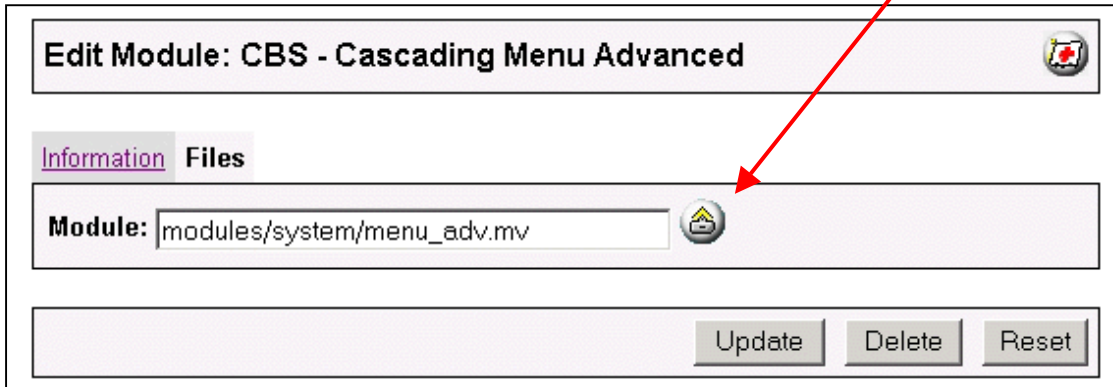 Edit Module: CBS - Cascading Menu Advanced
Information Files
Module: modules/system/menu_adv.mv
Update Delete Reset